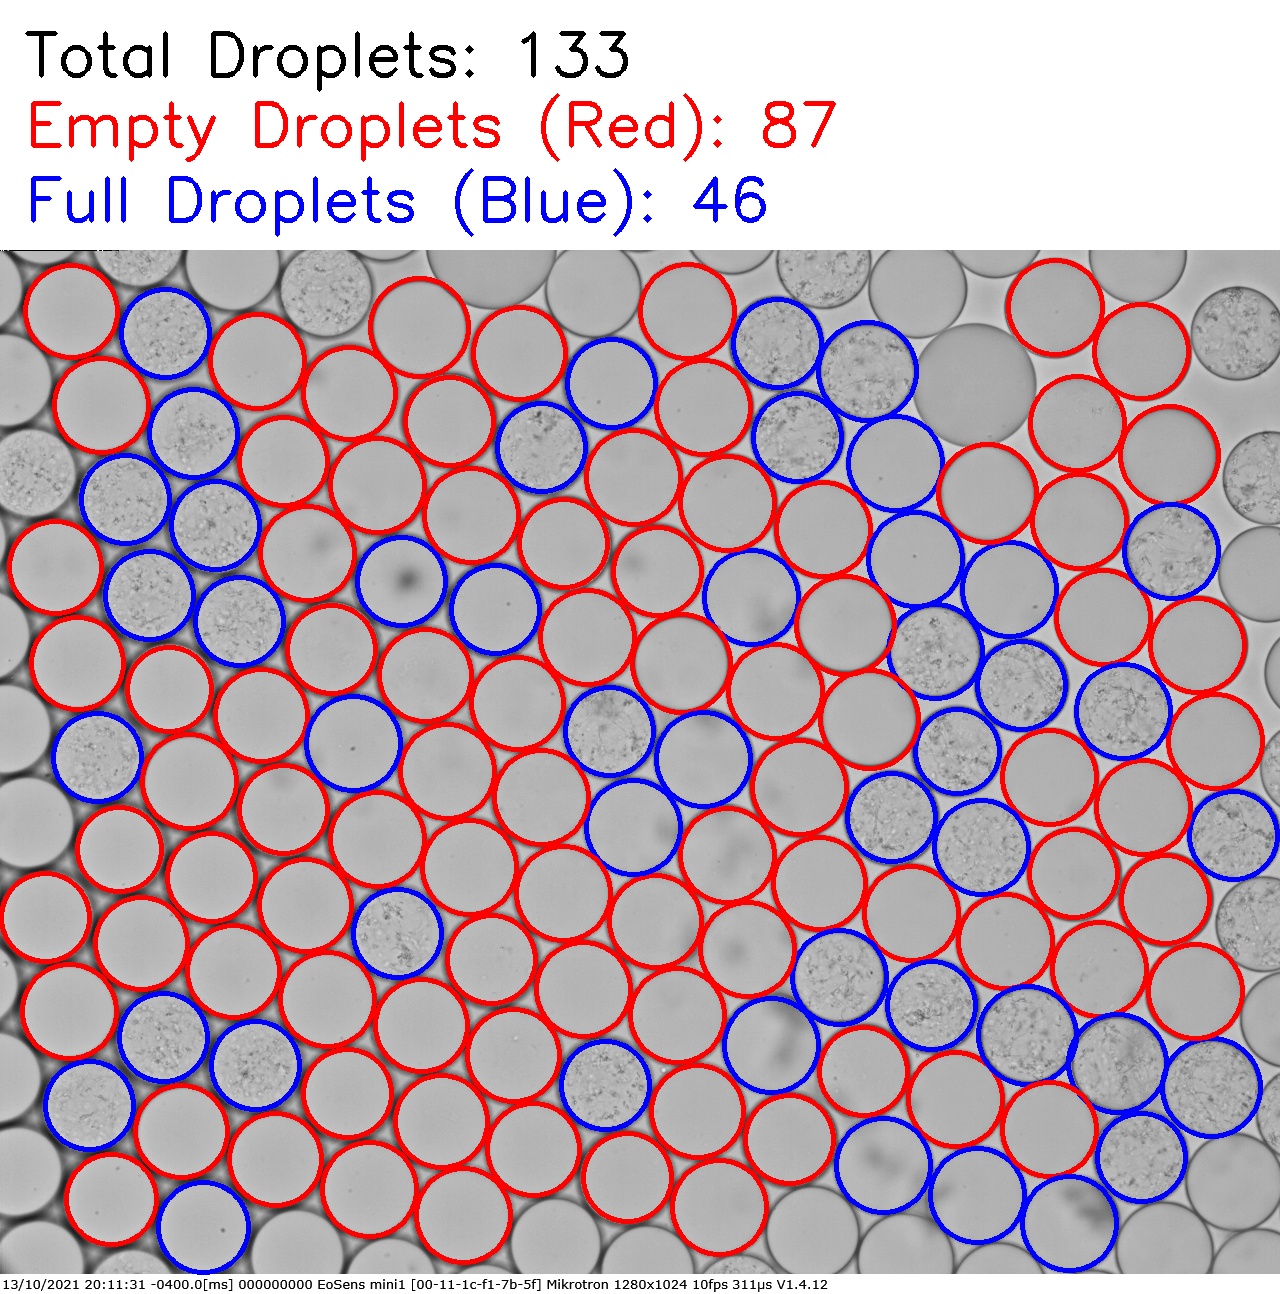 Total Droplets: 133
Empty Droplets (Red): 87
Full Droplets (Blue): 46
13/10/2021 20:11:31 -0400.0[ms] 000000000 EoSens mini1 [00-11-1c-f1-7b-5f] Mikrotron 1280x1024 10fps 311µs V1.4.12